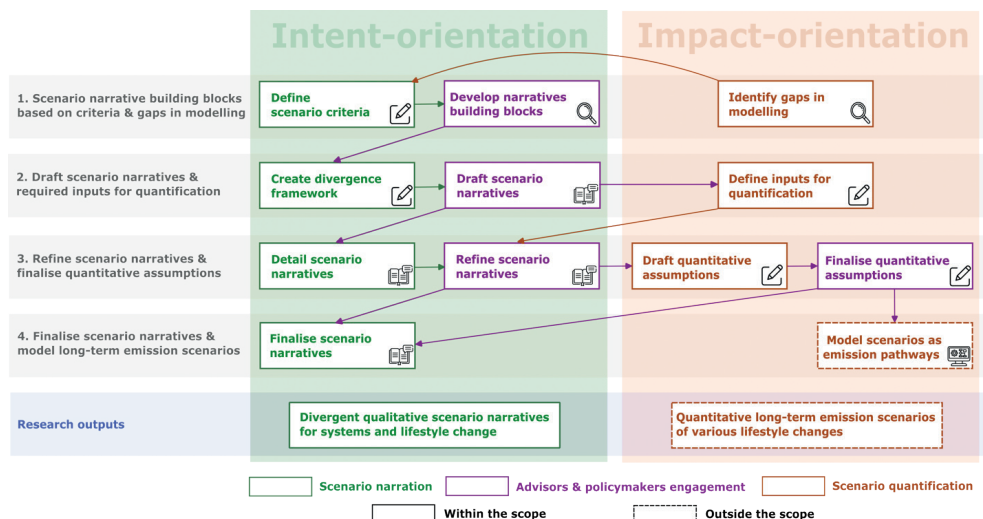 Intent-orientation
Impact-orientation
1. Scenario narrative building blocks
based on criteria & gaps in modelling
Define
scenario criteria
Develop narratives
building blocks
Identify gaps in
modelling
2. Draft scenario narratives &
required inputs for quantification
Create divergence
framework
Draft scenario
narratives
Define inputs for
quantification
3. Refine scenario narratives &
finalise quantitative assumptions
Detail scenario
narratives
Refine scenario
narratives
Draft quantitative
assumptions
Finalise quantitative
assumptions
4. Finalise scenario narratives &
model long-term emission scenarios
Finalise scenario
narratives
Model scenarios as
emission pathways
Research outputs
Divergent qualitative scenario narratives
for systems and lifestyle change
Quantitative long-term emission scenarios
of various lifestyle changes
Scenario narration
Advisors & policymakers engagement
Scenario quantification
Within the scope
Outside the scope